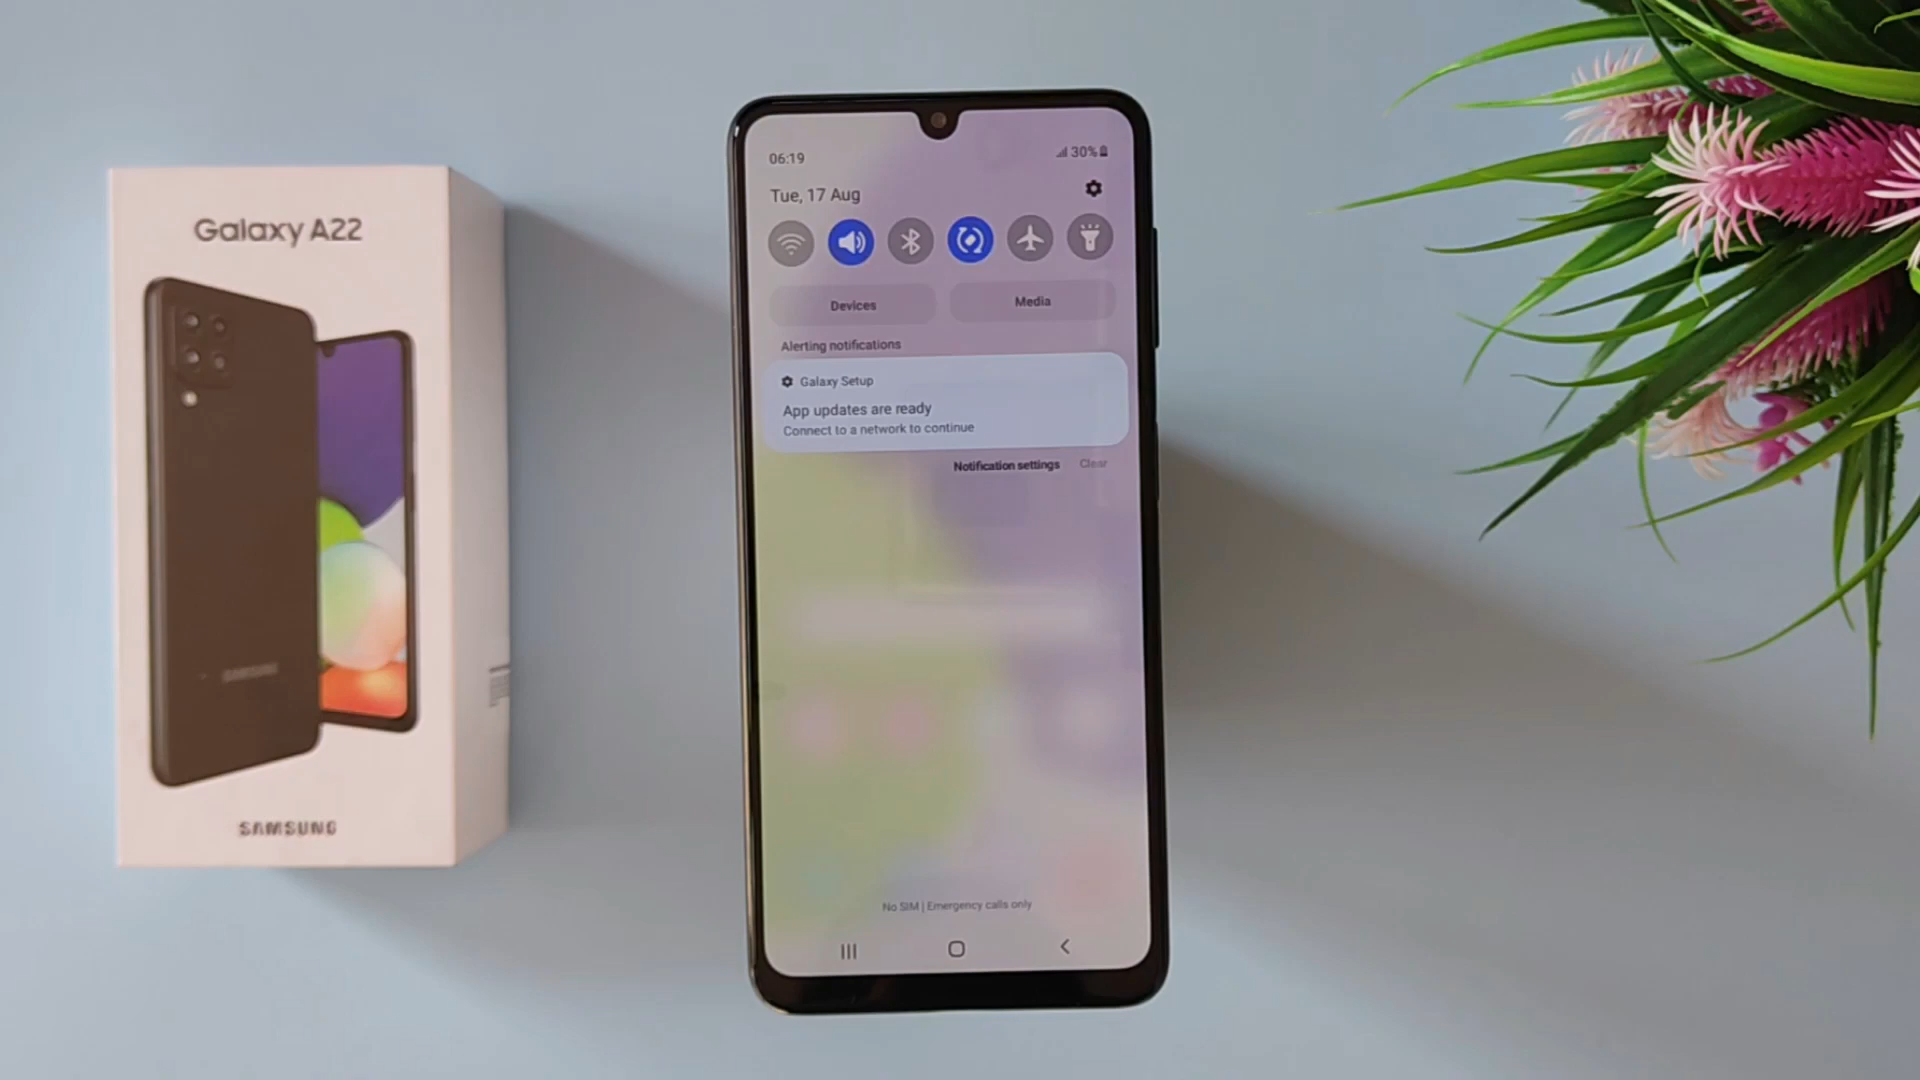 Galaxy A22
SAMSUNG
SAMSUNG
06:19
30%
Tue, 17 Aug
Devices
Media
Alerting notifications
Galaxy Setup
App updates are ready
Connect to a network to continue
Notification settings
Clear
No SIM | Emergency calls only